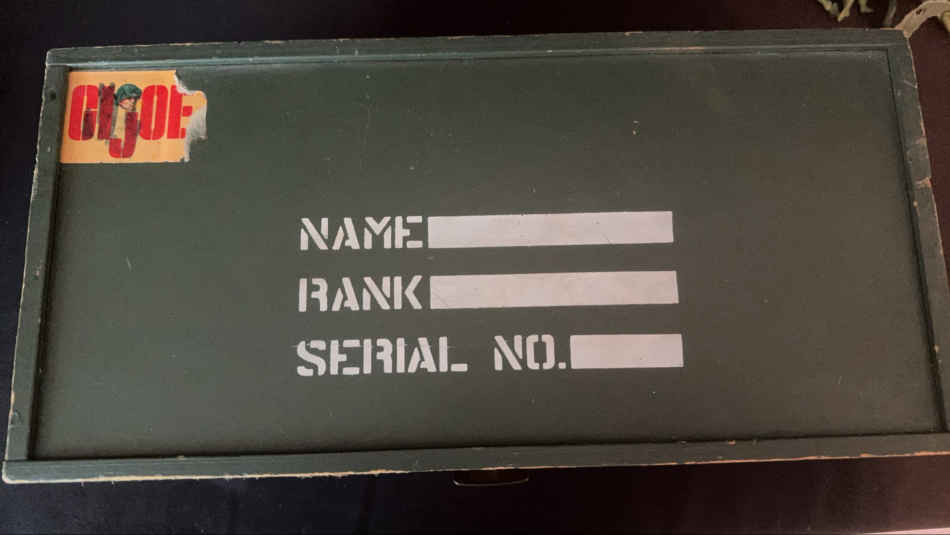 GI JOE
NAME
RANK
SERIAL NO.